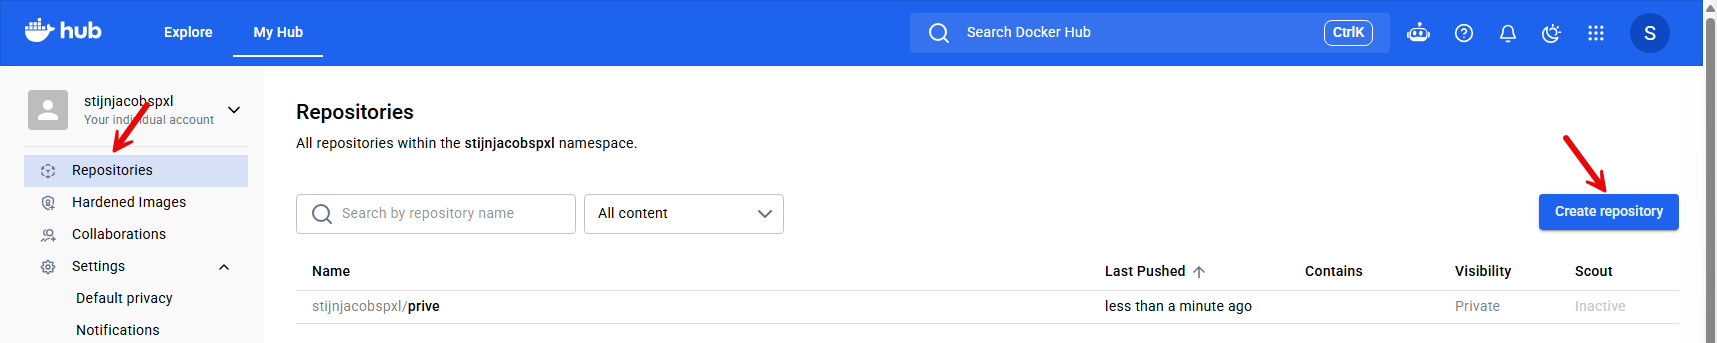 hub
Explore
My Hub
Search Docker Hub
CtrlK
S
stijnjacobspxl
Your individual account
Repositories
Hardened Images
Collaborations
Settings
Default privacy
Notifications
Repositories
All repositories within the stijnjacobspxl namespace.
Search by repository name
All content
Create repository
Name Last Pushed Contains Visibility Scout
stijnjacobspxl/prive less than a minute ago Private Inactive